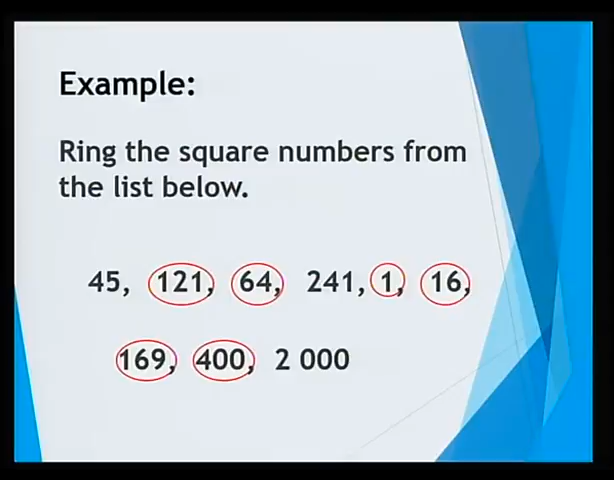 Example:
Ring the square numbers from
the list below.
45, 121, 64, 241, 1, 16,
169, 400, 2 000